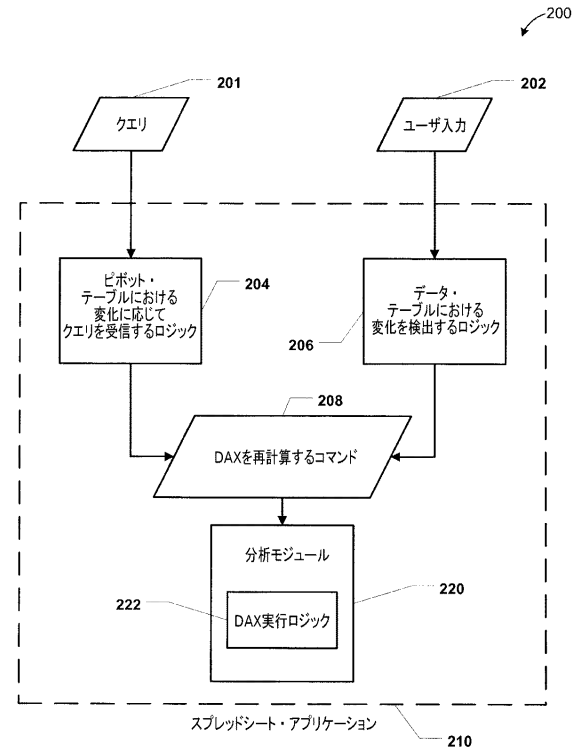 200
201
202
クエリ
ユーザ入力
ピボット・
テーブルにおける
変化に応じて
クエリを受信するロジック
204
データ・
テーブルにおける
変化を検出するロジック
206
208
DAXを再計算するコマンド
分析モジュール
220
222
DAX実行ロジック
スプレッドシート・アプリケーション
210